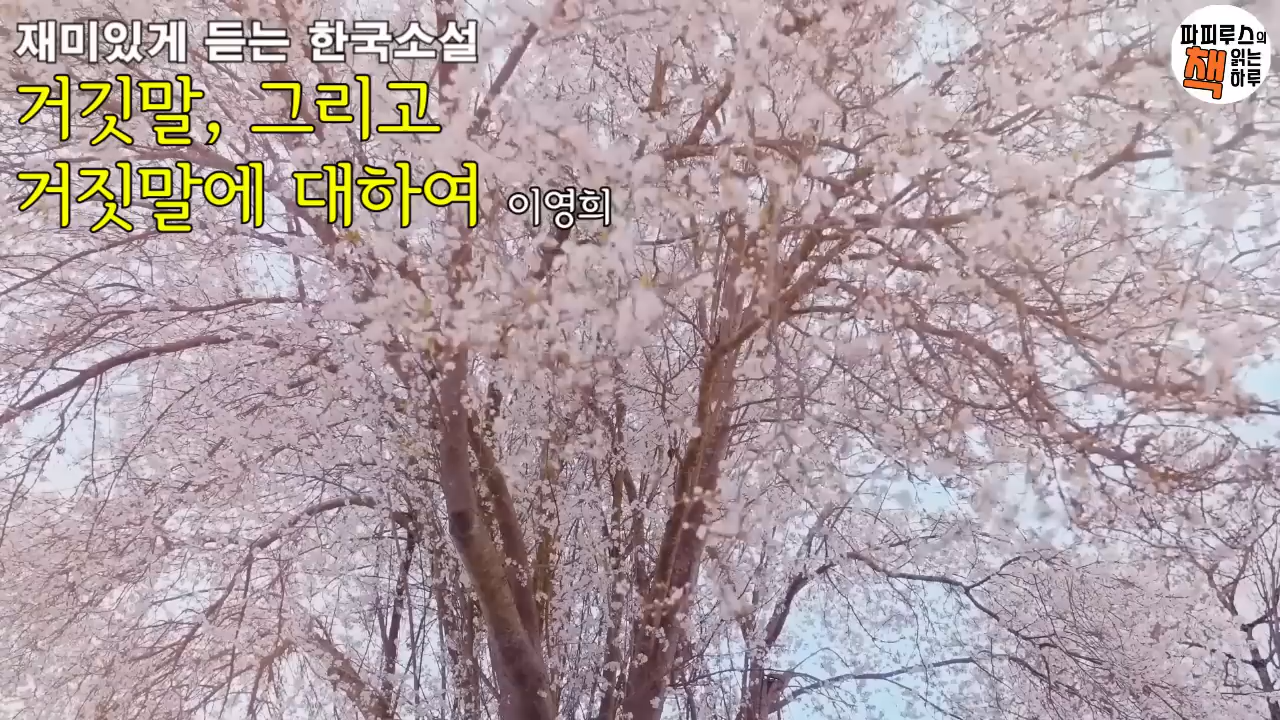 재미있게 듣는 한국소설
거깃말, 그리고
거짓말에 대하여 이영희
파피루스의
책 읽는
하루